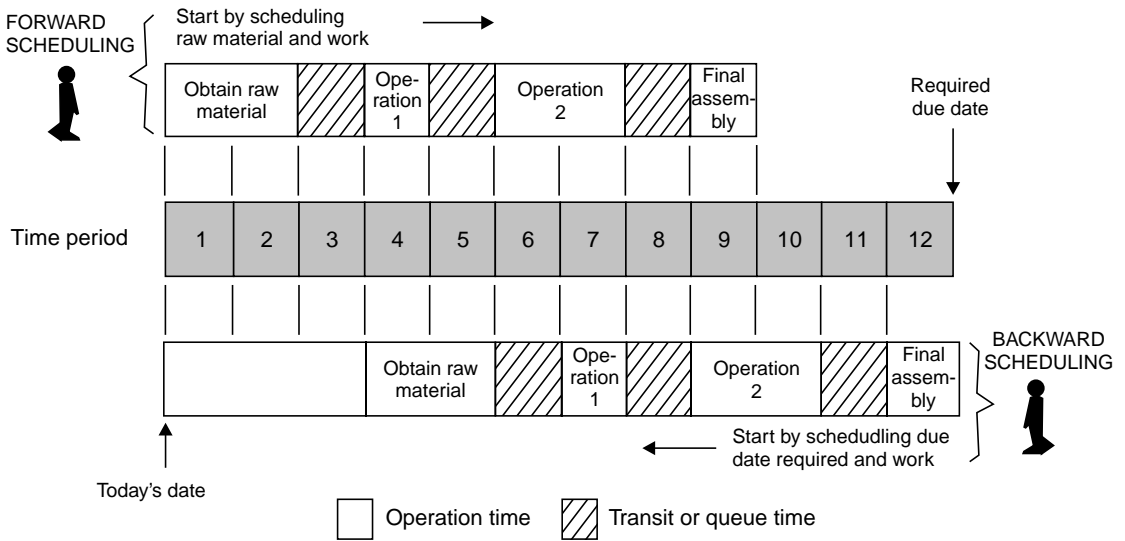 FORWARD
SCHEDULING
Start by scheduling
raw material and work
Obtain raw
material
Ope-
ration
1
Operation
2
Final
assem-
bly
Required
due date
Time period
1 2 3 4 5 6 7 8 9 10 11 12
Obtain raw
material
Ope-
ration
1
Operation
2
Final
assem-
bly
BACKWARD
SCHEDULING
Start by schedudling due
date required and work
Today's date
Operation time
Transit or queue time